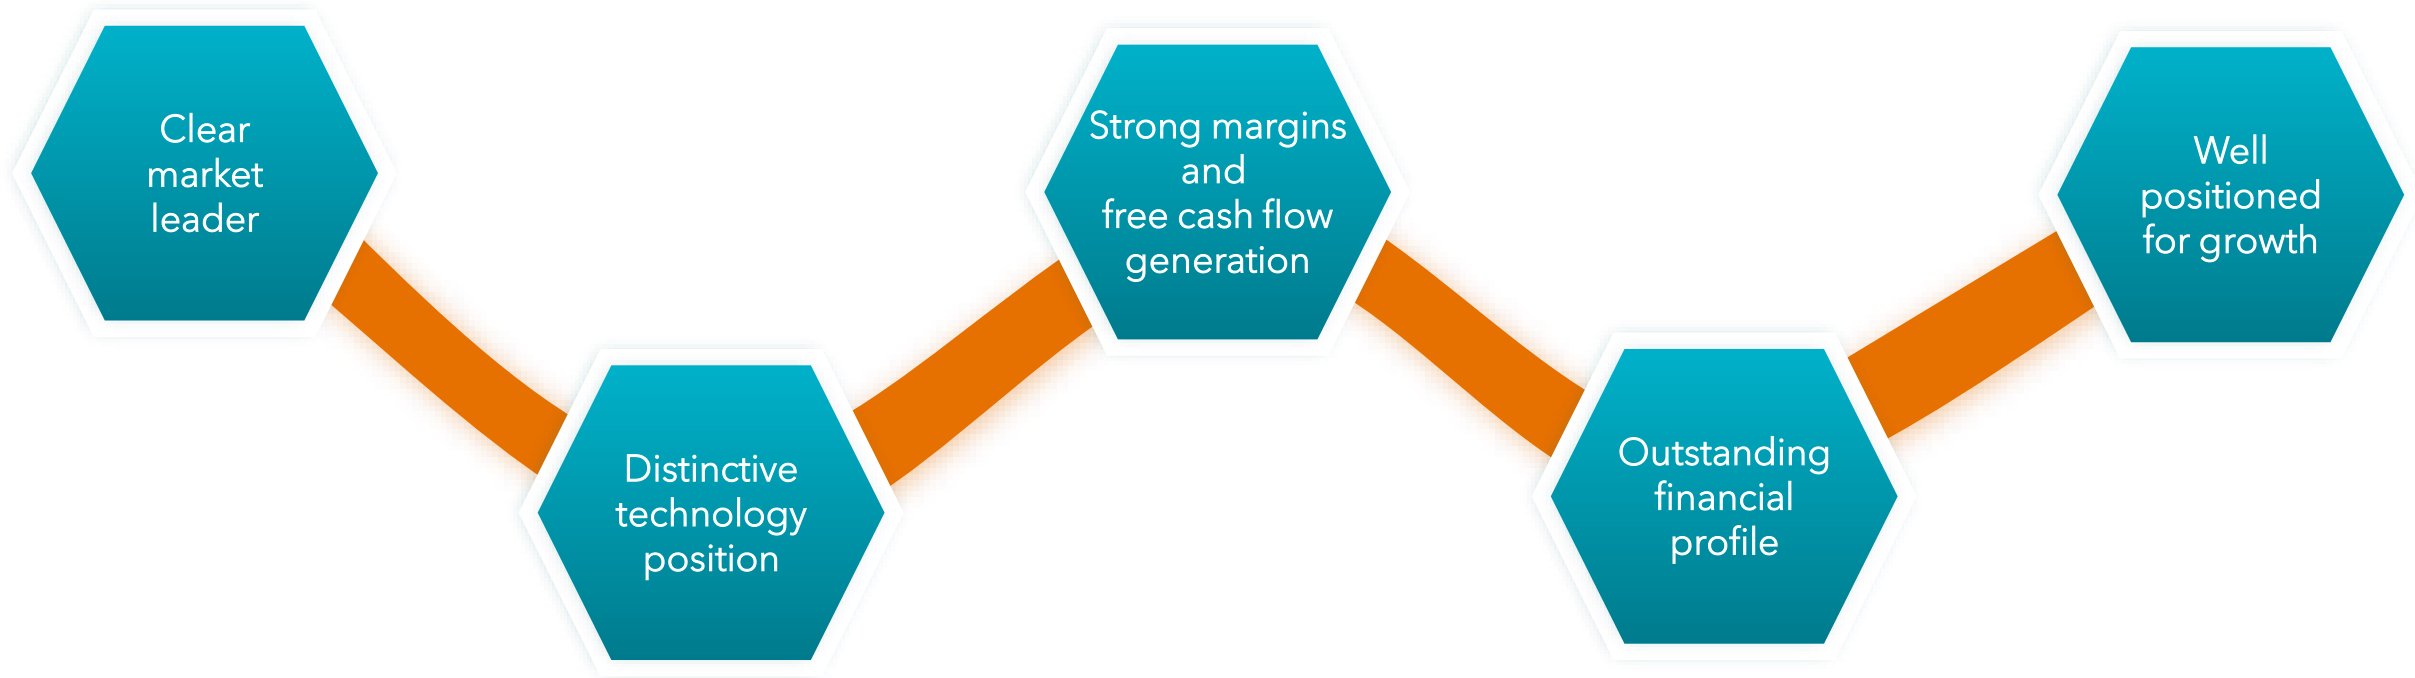 Clear
market
leader
Distinctive
technology
position
Strong margins
and
free cash flow
generation
Outstanding
financial
profile
Well
positioned
for growth